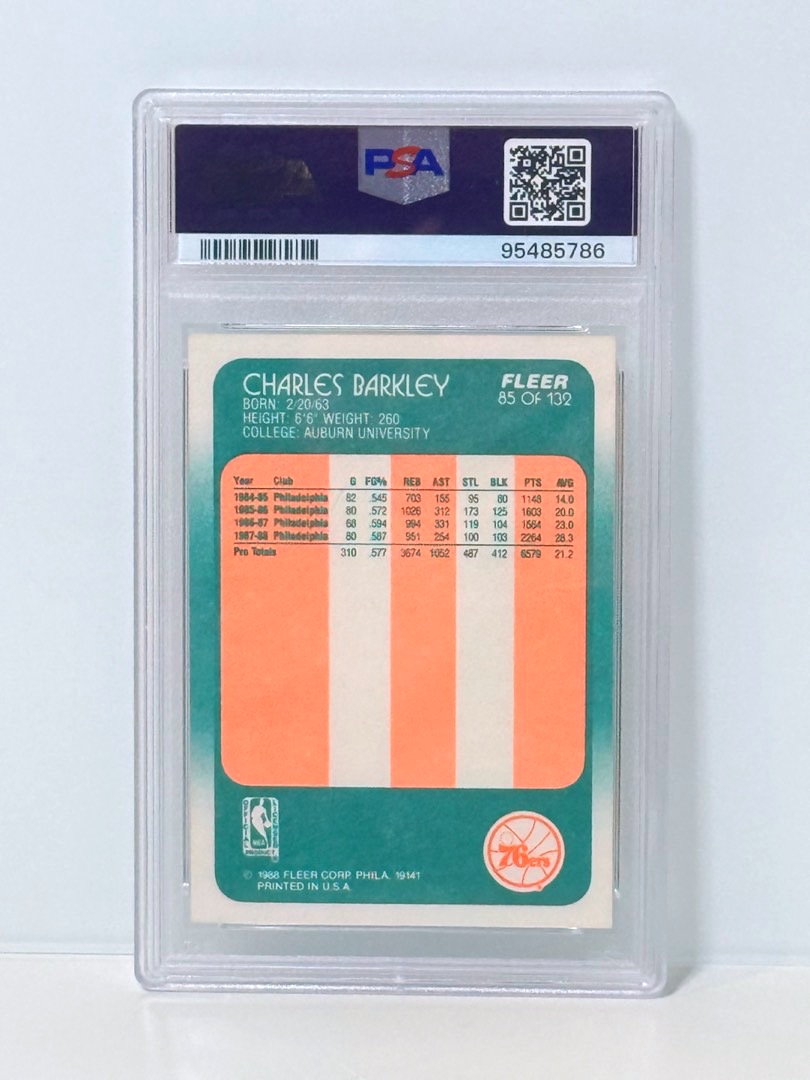 PSA
95485786
CHARLES BARKLEY FLEER
BORN: 2/20/63 85 OF 132
HEIGHT: 6'6" WEIGHT: 260
COLLEGE: AUBURN UNIVERSITY
Year Club G FG% REB AST STL BLK PTS AVG
1984-85 Philadelphia 82 .545 703 155 95 80 1148 14.0
1985-86 Philadelphia 80 .572 1026 312 173 125 1603 20.0
1986-87 Philadelphia 68 .594 994 331 119 104 1564 23.0
1987-88 Philadelphia 80 .587 951 254 100 103 2264 28.3
Pro Totals 310 .577 3674 1052 487 412 6579 21.2
OFFICIAL NBA LICENSED
PRODUCT
76ers
© 1988 FLEER CORP. PHILA. 19141
PRINTED IN U.S.A.